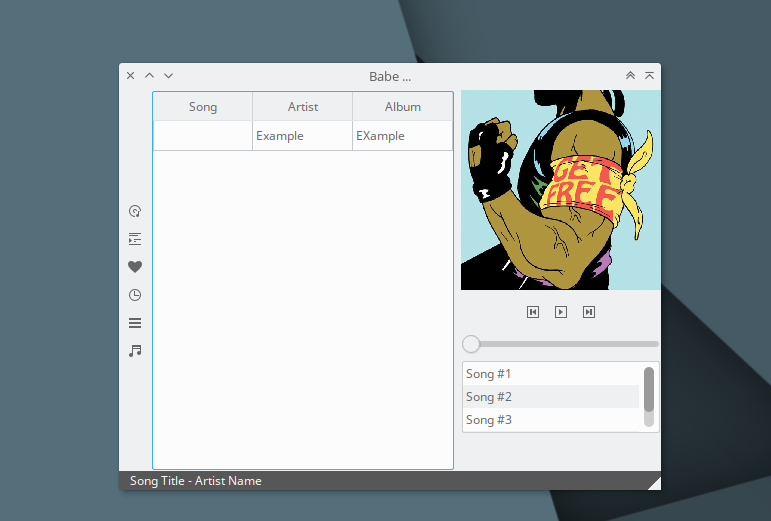 Babe ...
Song Artist Album
Example EXample
GET
FREE
Song #1
Song #2
Song #3
Song Title - Artist Name